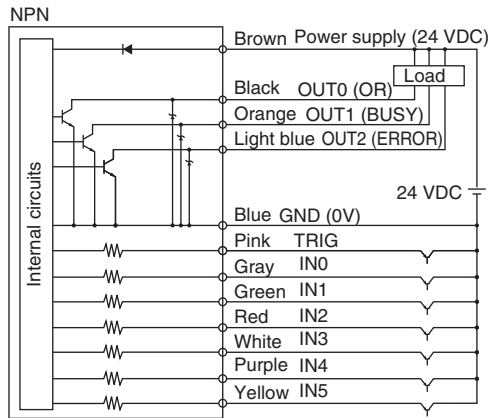 NPN
Brown Power supply (24 VDC)
Load
Black OUT0 (OR)
Orange OUT1 (BUSY)
Light blue OUT2 (ERROR)
24 VDC
Blue GND (0V)
Pink TRIG
Gray IN0
Green IN1
Red IN2
White IN3
Purple IN4
Yellow IN5
Internal circuits